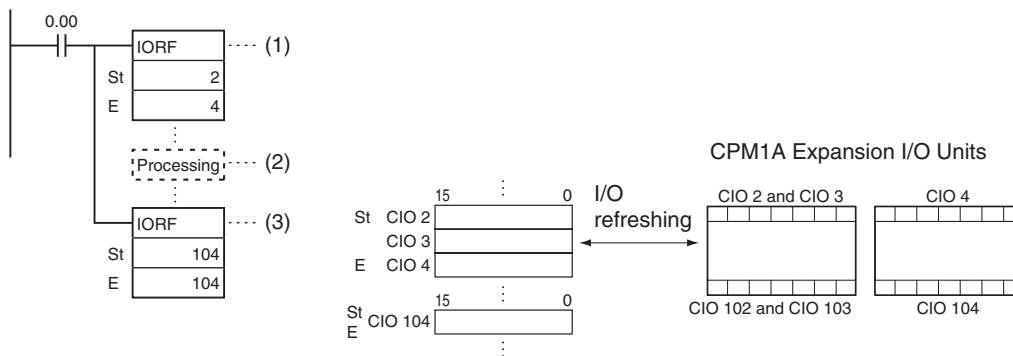 0.00
IORF (1)
St 2
E 4
Processing (2)
IORF (3)
St 104
E 104
15 0
St CIO 2
CIO 3
E CIO 4
15 0
St
E CIO 104
I/O
refreshing
CPM1A Expansion I/O Units
CIO 2 and CIO 3 CIO 4
CIO 102 and CIO 103 CIO 104